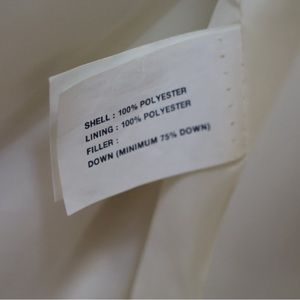 SHELL : 100% POLYESTER
LINING : 100% POLYESTER
FILLER :
DOWN (MINIMUM 75% DOWN)